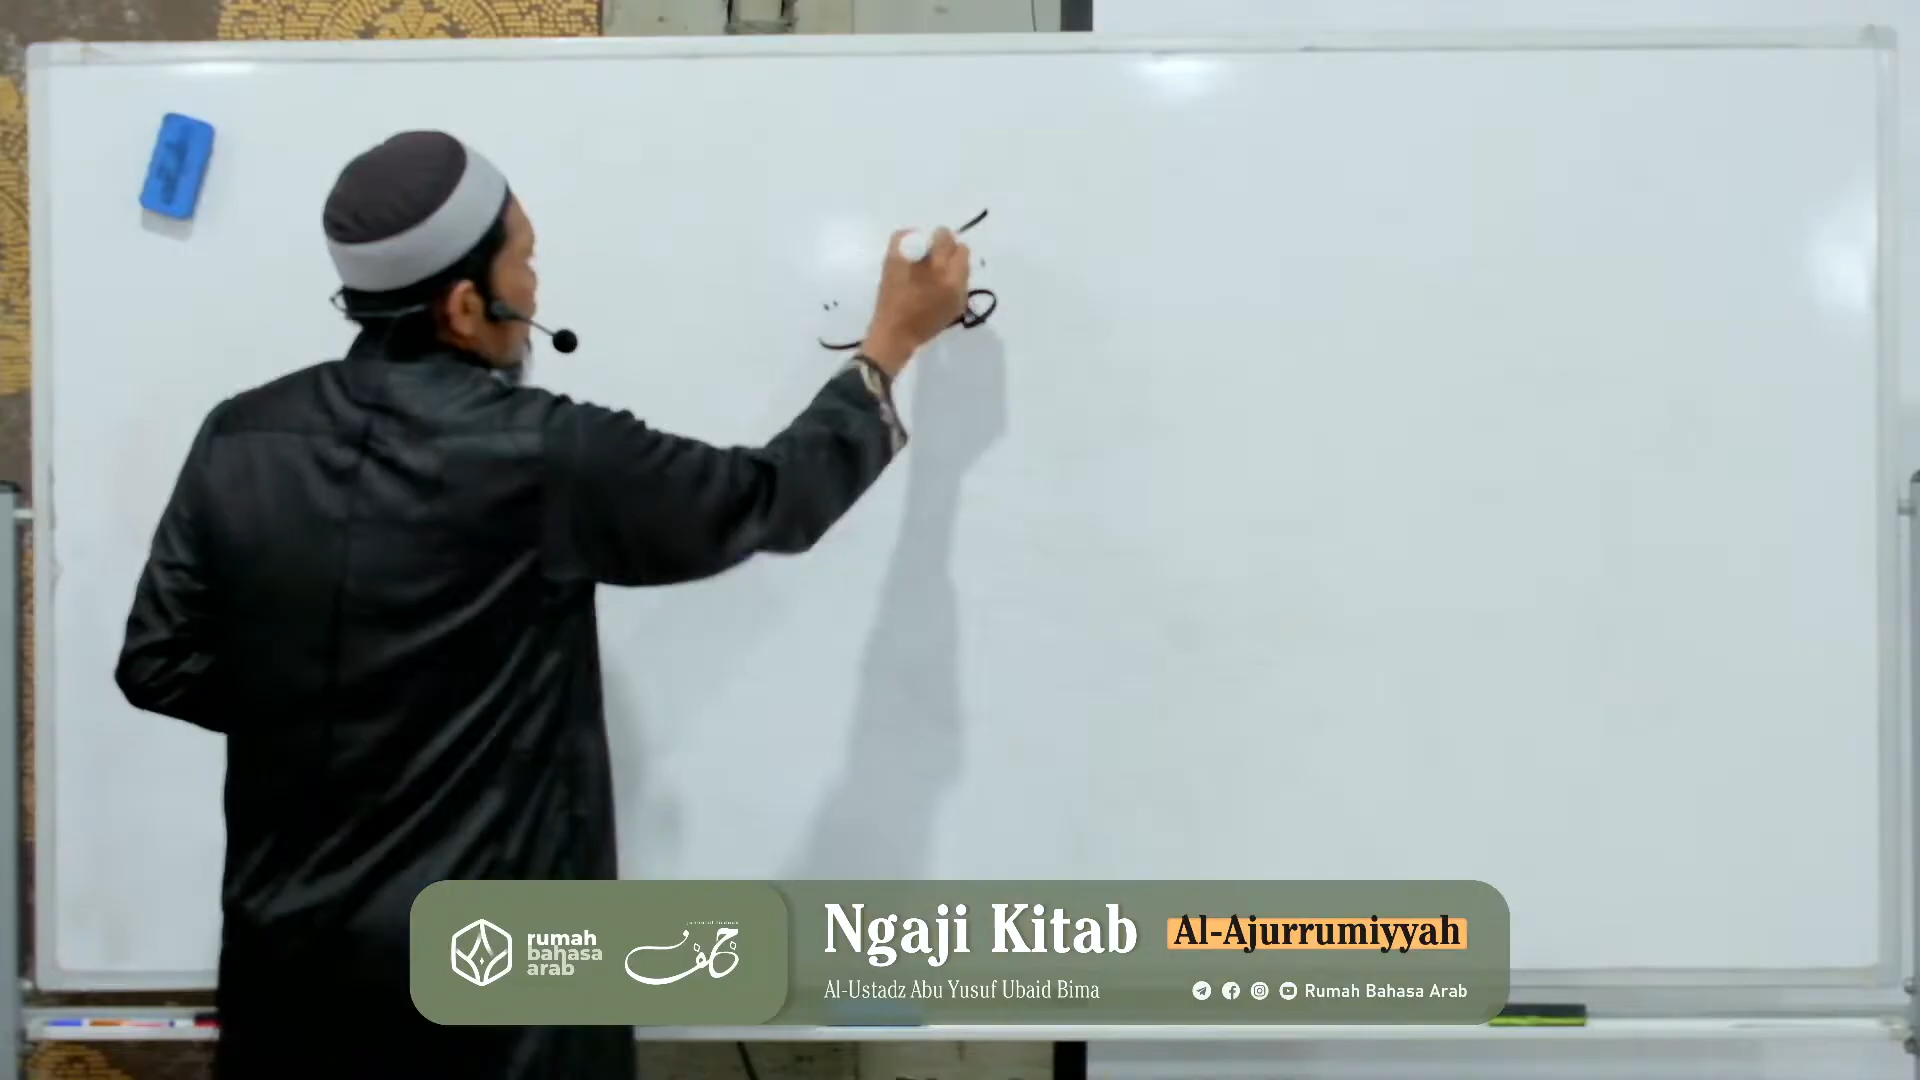 rumah
bahasa
arab
Ngaji Kitab Al-Ajurrumiyyah
Al-Ustadz Abu Yusuf Ubaid Bima
Rumah Bahasa Arab